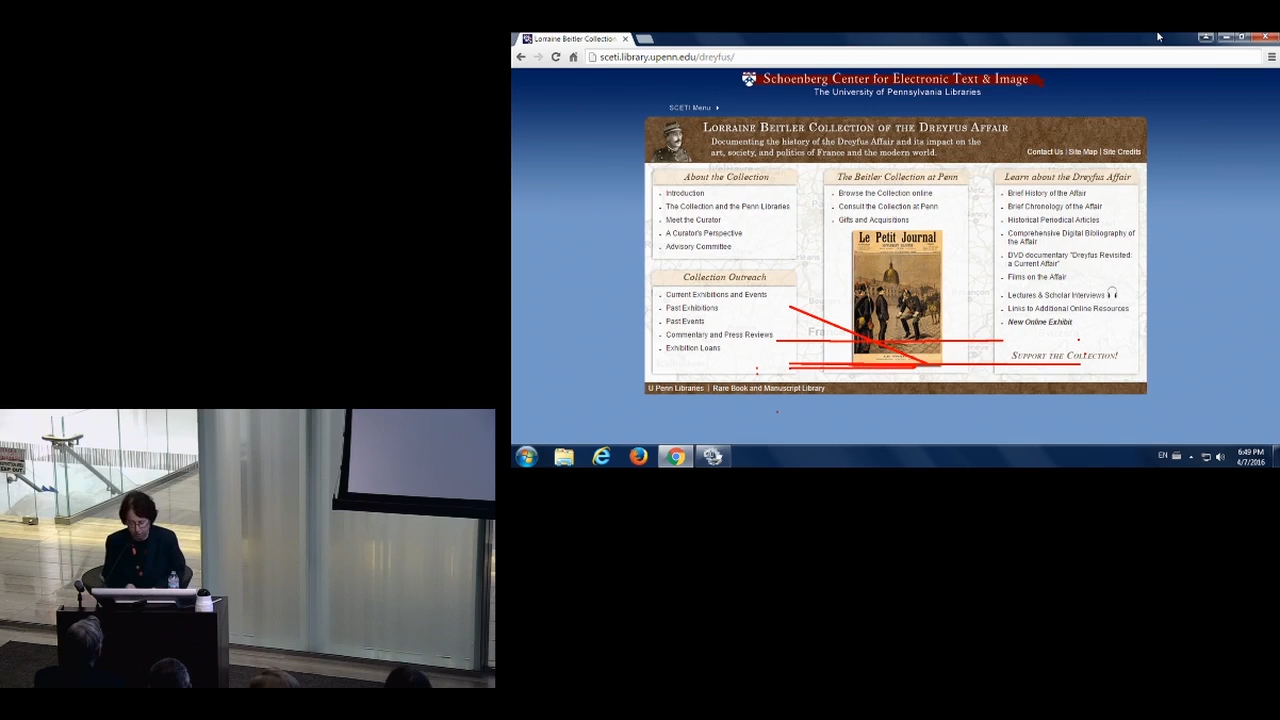 Lorraine Beitler Collection
sceti.library.upenn.edu/dreyfus/
Schoenberg Center for Electronic Text & Image
The University of Pennsylvania Libraries
SCETI Menu
Lorraine Beitler Collection of the Dreyfus Affair
Documenting the history of the Dreyfus Affair and its impact on the
art, society, and politics of France and the modern world.
Contact Us | Site Map | Site Credits
About the Collection
Introduction
The Collection and the Penn Libraries
Meet the Curator
A Curator's Perspective
Advisory Committee
Collection Outreach
Current Exhibitions and Events
Past Exhibitions
Past Events
Commentary and Press Reviews
Exhibition Loans
The Beitler Collection at Penn
Browse the Collection online
Consult the Collection at Penn
Gifts and Acquisitions
Le Petit Journal
Learn about the Dreyfus Affair
Brief History of the Affair
Brief Chronology of the Affair
Historical Periodical Articles
Comprehensive Digital Bibliography of
the Affair
DVD documentary "Dreyfus Revisited:
a Current Affair"
Films on the Affair
Lectures & Scholar Interviews
Links to Additional Online Resources
New Online Exhibit
Support the Collection!
U Penn Libraries | Rare Book and Manuscript Library
EN
6:49 PM
4/7/2016